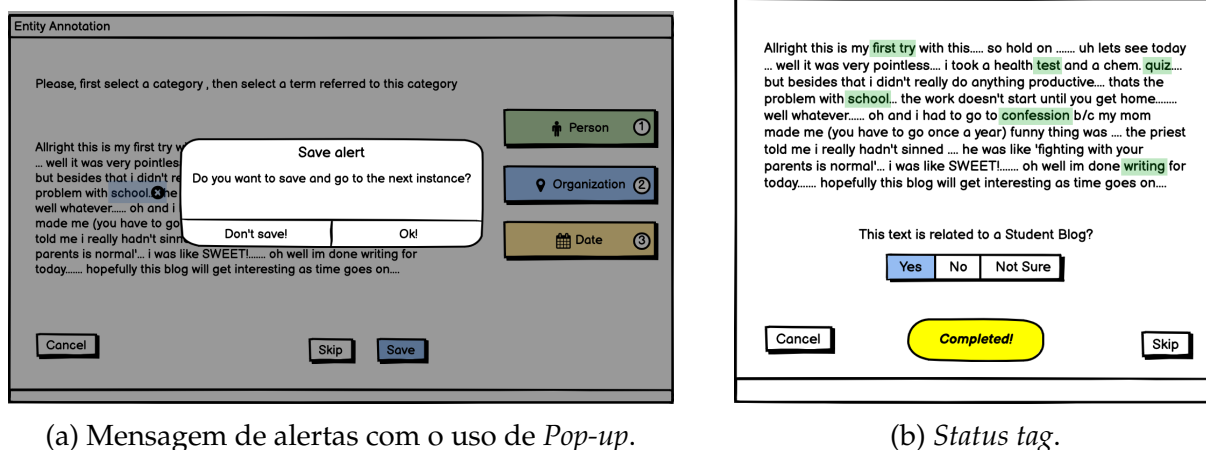 Entity Annotation
Please, first select a category , then select a term referred to this category
Person 1
Organization 2
Date 3
Allright this is my first try w
... well it was very pointles
but besides that i didn't re
problem with school. he
well whatever...... oh and i
made me (you have to go
told me i really hadn't sinn
parents is normal'... i was like SWEET!....... oh well im done writing for
today....... hopefully this blog will get interesting as time goes on....
Save alert
Do you want to save and go to the next instance?
Don't save!
Ok!
Cancel
Skip
Save
(a) Mensagem de alertas com o uso de Pop-up.
Allright this is my first try with this..... so hold on ....... uh lets see today
... well it was very pointless.... i took a health test and a chem. quiz....
but besides that i didn't really do anything productive.... thats the
problem with school... the work doesn't start until you get home........
well whatever...... oh and i had to go to confession b/c my mom
made me (you have to go once a year) funny thing was .... the priest
told me i really hadn't sinned .... he was like 'fighting with your
parents is normal'... i was like SWEET!....... oh well im done writing for
today....... hopefully this blog will get interesting as time goes on....
This text is related to a Student Blog?
Yes No Not Sure
Cancel
Completed!
Skip
(b) Status tag.